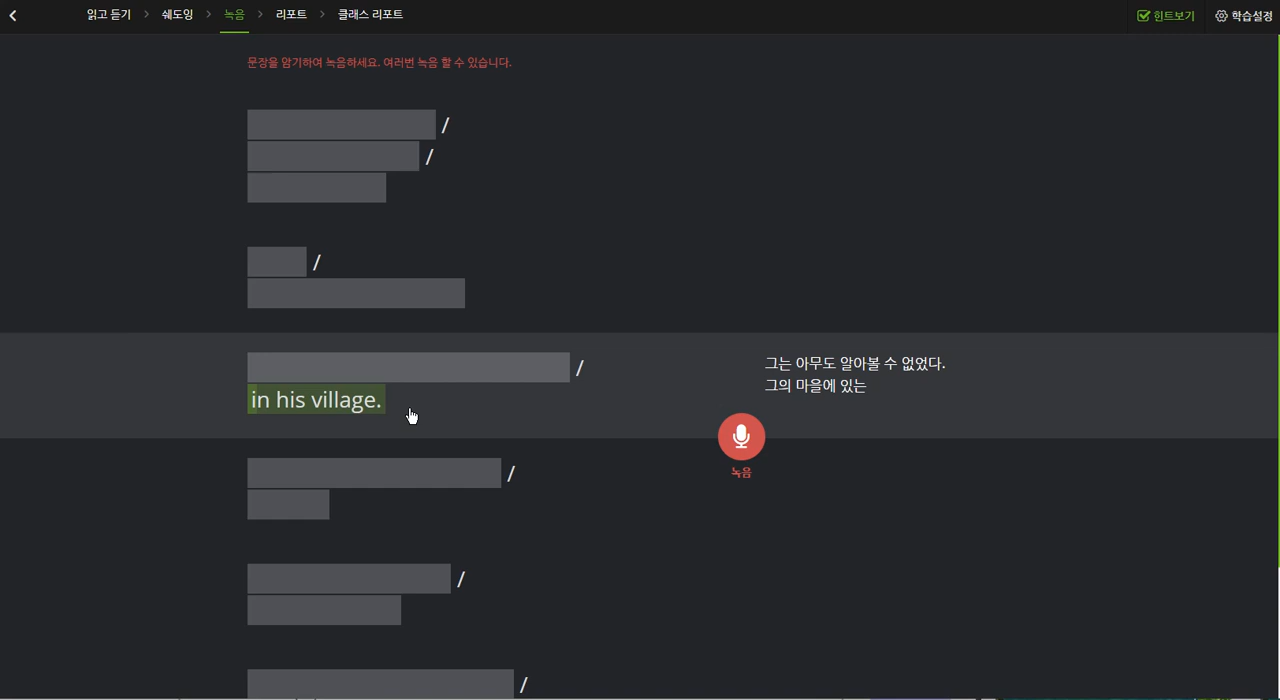 읽고 듣기 > 쉐도잉 > 녹음 > 리포트 > 클래스 리포트
힌트보기
학습설정
문장을 암기하여 녹음하세요. 여러번 녹음 할 수 있습니다.
/
/
/
/
in his village.
그는 아무도 알아볼 수 없었다.
그의 마을에 있는
녹음
/
/
/